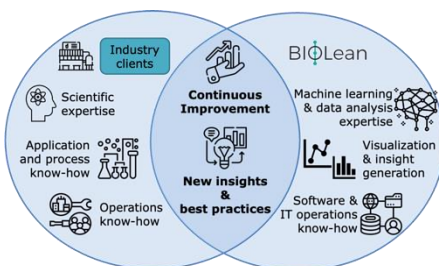 Industry
clients
Scientific
expertise
Application
and process
know-how
Operations
know-how
Continuous
Improvement
New insights
&
best practices
BIOLean
Machine learning
& data analysis
expertise
Visualization
& insight
generation
Software &
IT operations
know-how